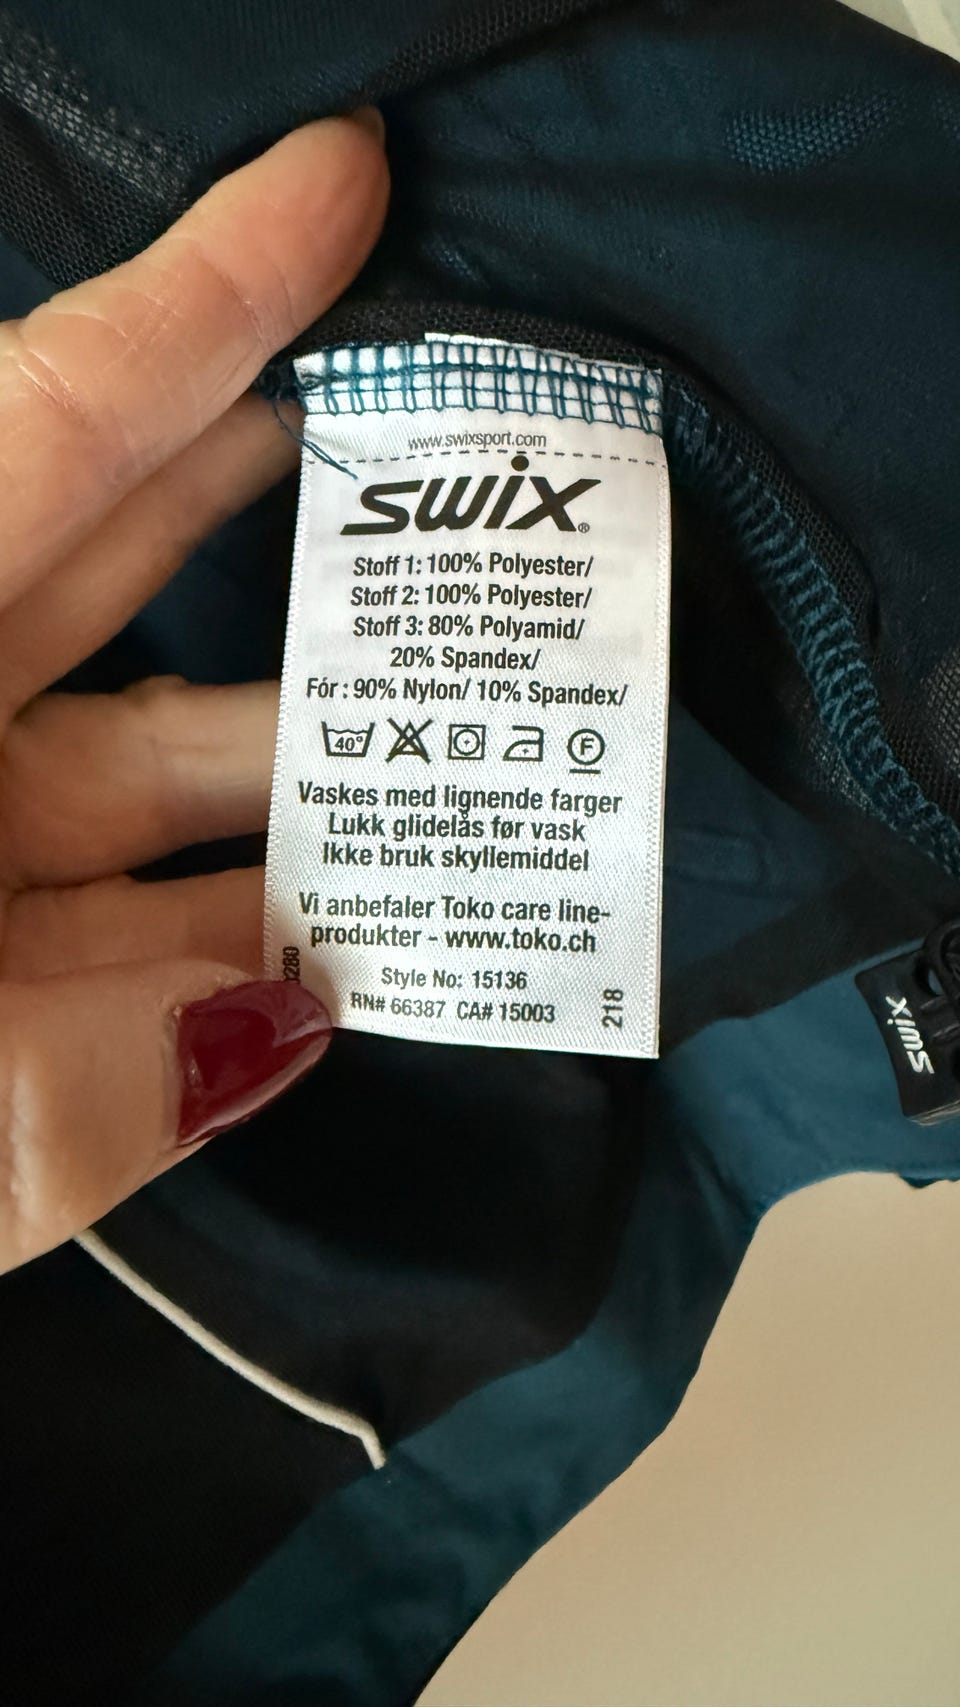 www.swixsport.com
swix®
Stoff 1: 100% Polyester/
Stoff 2: 100% Polyester/
Stoff 3: 80% Polyamid/
20% Spandex/
Fór : 90% Nylon/ 10% Spandex/
40° F
Vaskes med lignende farger
Lukk glidelås før vask
Ikke bruk skyllemiddel
Vi anbefaler Toko care line-
produkter - www.toko.ch
Style No: 15136
RN# 66387 CA# 15003
218
swix